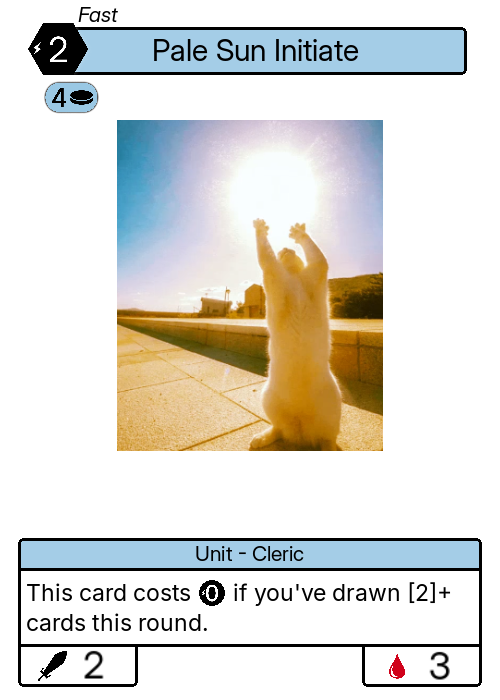 Fast
2 Pale Sun Initiate
4
Unit - Cleric
This card costs 0 if you've drawn [2]+
cards this round.
2 3